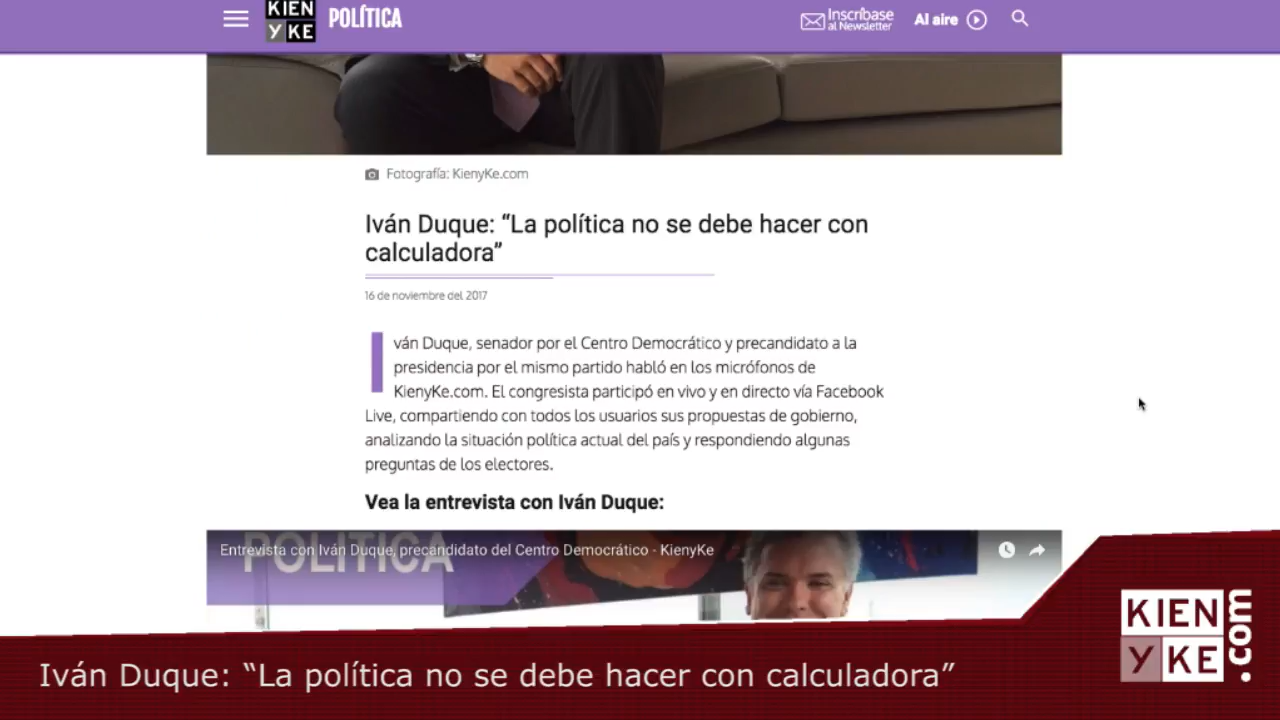 KIEN
Y KE
POLÍTICA
Inscríbase
al Newsletter
Al aire
Fotografía: KienyKe.com
Iván Duque: “La política no se debe hacer con
calculadora”
16 de noviembre del 2017
Iván Duque, senador por el Centro Democrático y precandidato a la
presidencia por el mismo partido habló en los micrófonos de
KienyKe.com. El congresista participó en vivo y en directo vía Facebook
Live, compartiendo con todos los usuarios sus propuestas de gobierno,
analizando la situación política actual del país y respondiendo algunas
preguntas de los electores.
Vea la entrevista con Iván Duque:
POLÍTICA
Entrevista con Iván Duque, precandidato del Centro Democrático - KienyKe
KIEN
Y KE
.com
Iván Duque: “La política no se debe hacer con calculadora”